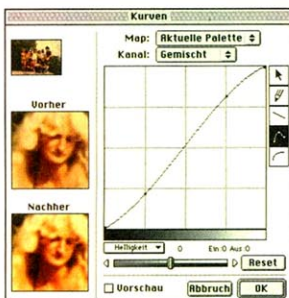 Kurven
Map: Aktuelle Palette
Kanal: Gemischt
Vorher
Nachher
Helligkeit 0 Ein:0 Aus:0
Reset
Vorschau Abbruch OK